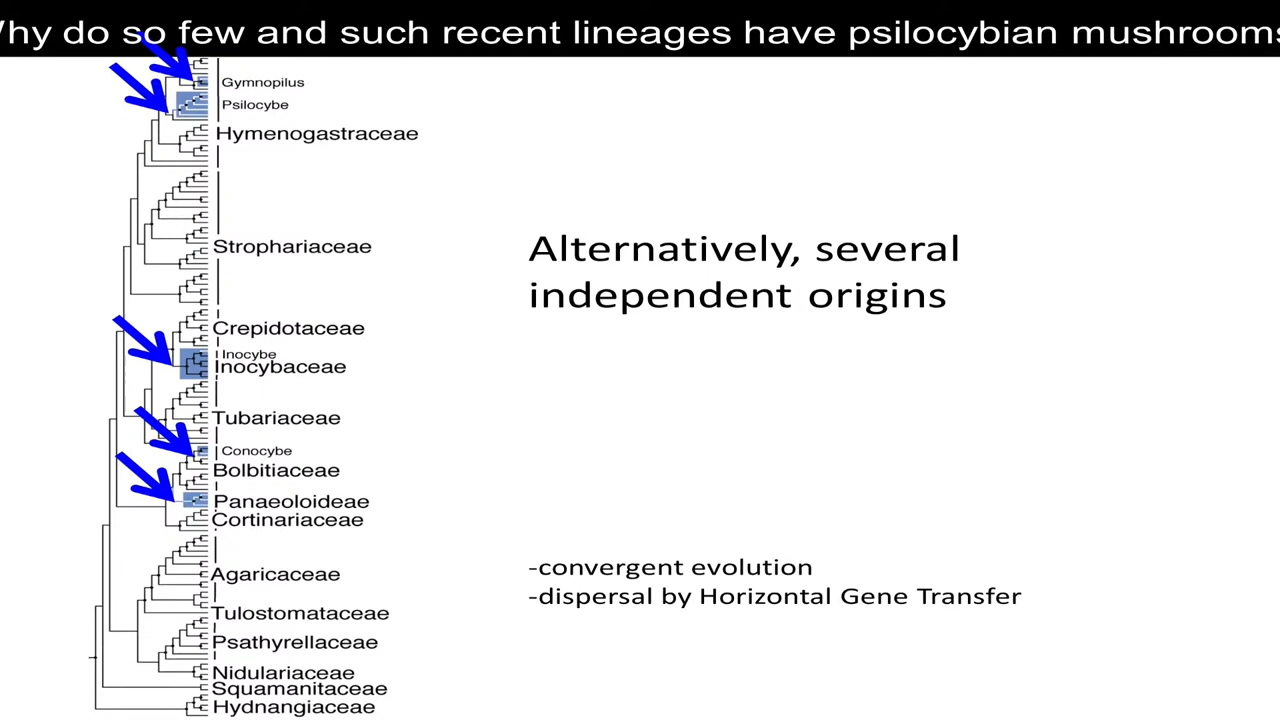 Why do so few and such recent lineages have psilocybian mushrooms
Gymnopilus
Psilocybe
Hymenogastraceae
Strophariaceae
Crepidotaceae
Inocybe
Inocybaceae
Tubariaceae
Conocybe
Bolbitiaceae
Panaeoloideae
Cortinariaceae
Agaricaceae
Tulostomataceae
Psathyrellaceae
Nidulariaceae
Squamanitaceae
Hydnangiaceae
Alternatively, several
independent origins
-convergent evolution
-dispersal by Horizontal Gene Transfer